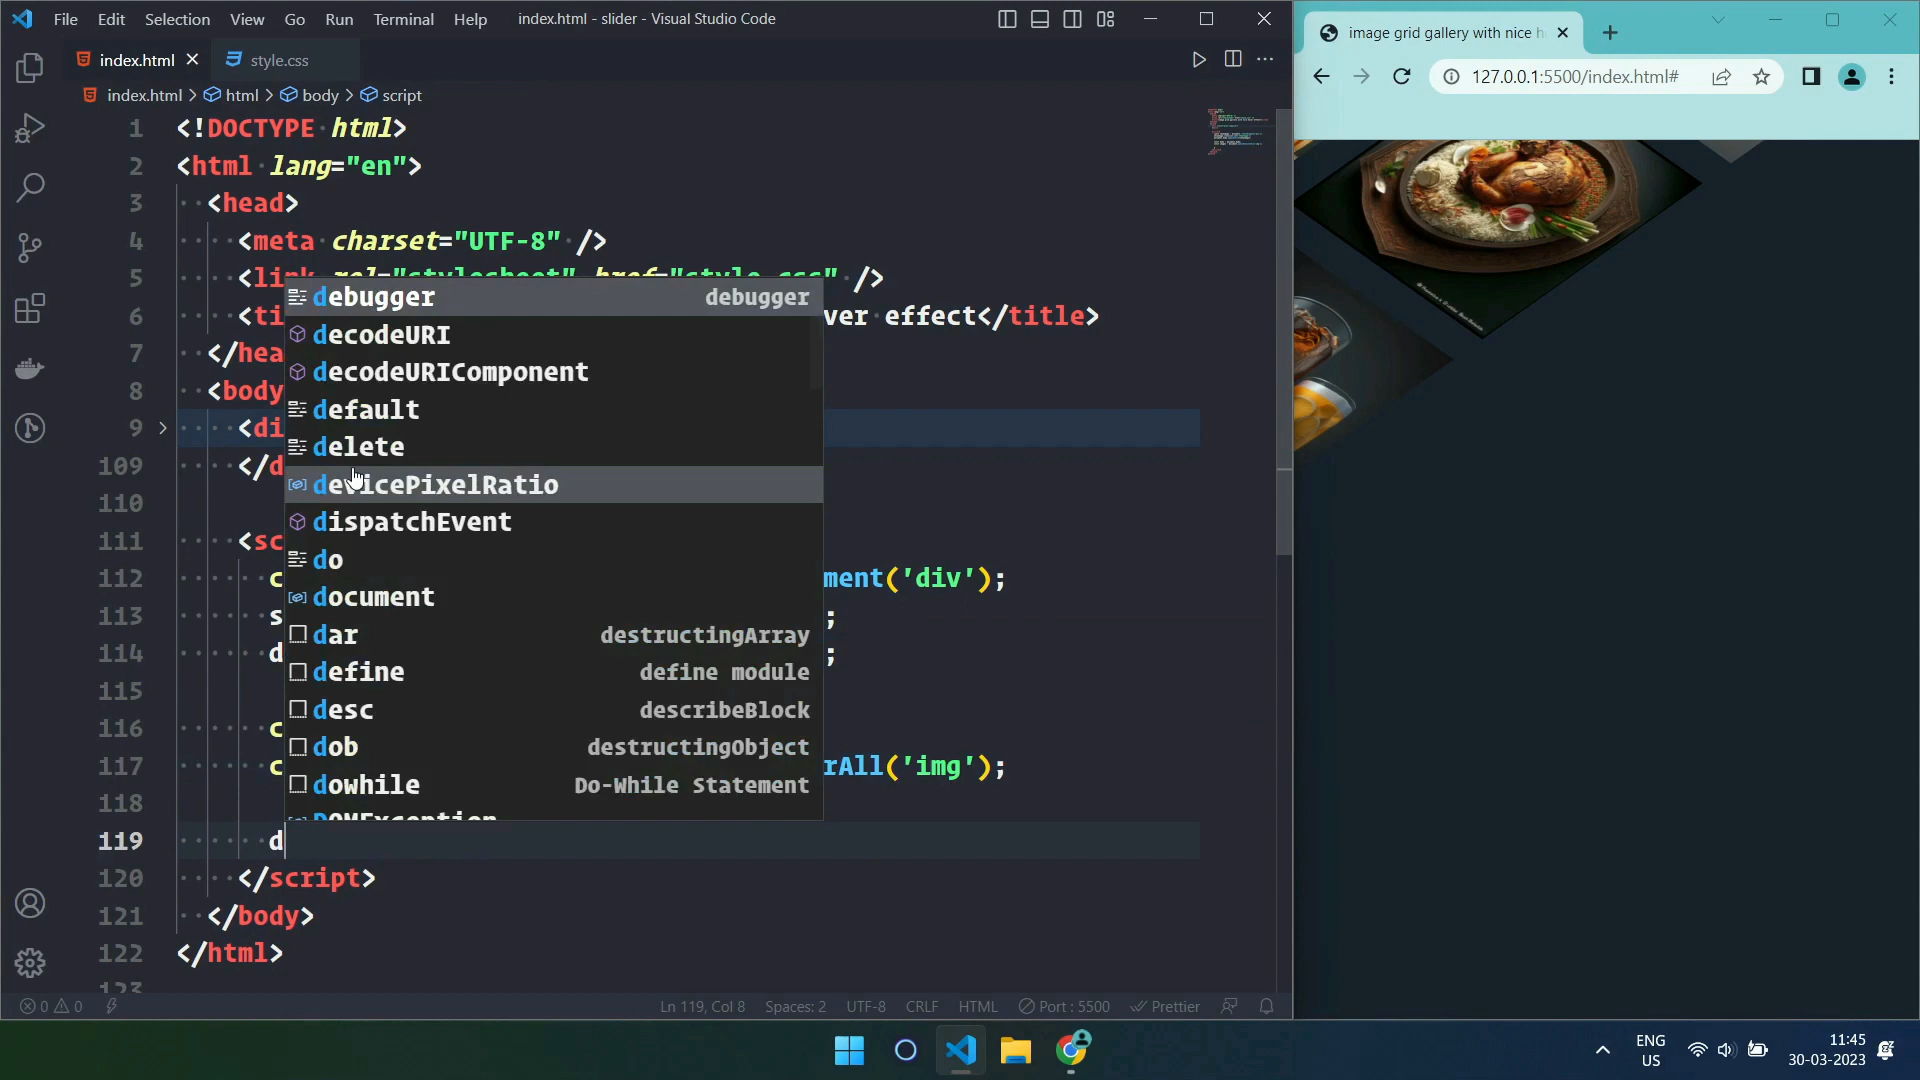 File Edit Selection View Go Run Terminal Help index.html - slider - Visual Studio Code
index.html style.css
index.html > html > body > script
1 <!DOCTYPE html>
2 <html lang="en">
3 <head>
4 <meta charset="UTF-8" />
5 <link rel="stylesheet" href="style.css" />
6 <ti ver effect</title>
7 </hea
8 <body
9 <di
109 </d
110
111 <sc
112 c ment('div');
113 s ;
114 d ;
115
116 c
117 c rAll('img');
118
119 d
120 </script>
121 </body>
122 </html>
123
debugger debugger
decodeURI
decodeURIComponent
default
delete
devicePixelRatio
dispatchEvent
do
document
dar destructingArray
define define module
desc describeBlock
dob destructingObject
dowhile Do-While Statement
DOMException
0 0 Ln 119, Col 8 Spaces: 2 UTF-8 CRLF HTML Port : 5500 Prettier
image grid gallery with nice h
127.0.0.1:5500/index.html#
ENG
US
11:45
30-03-2023